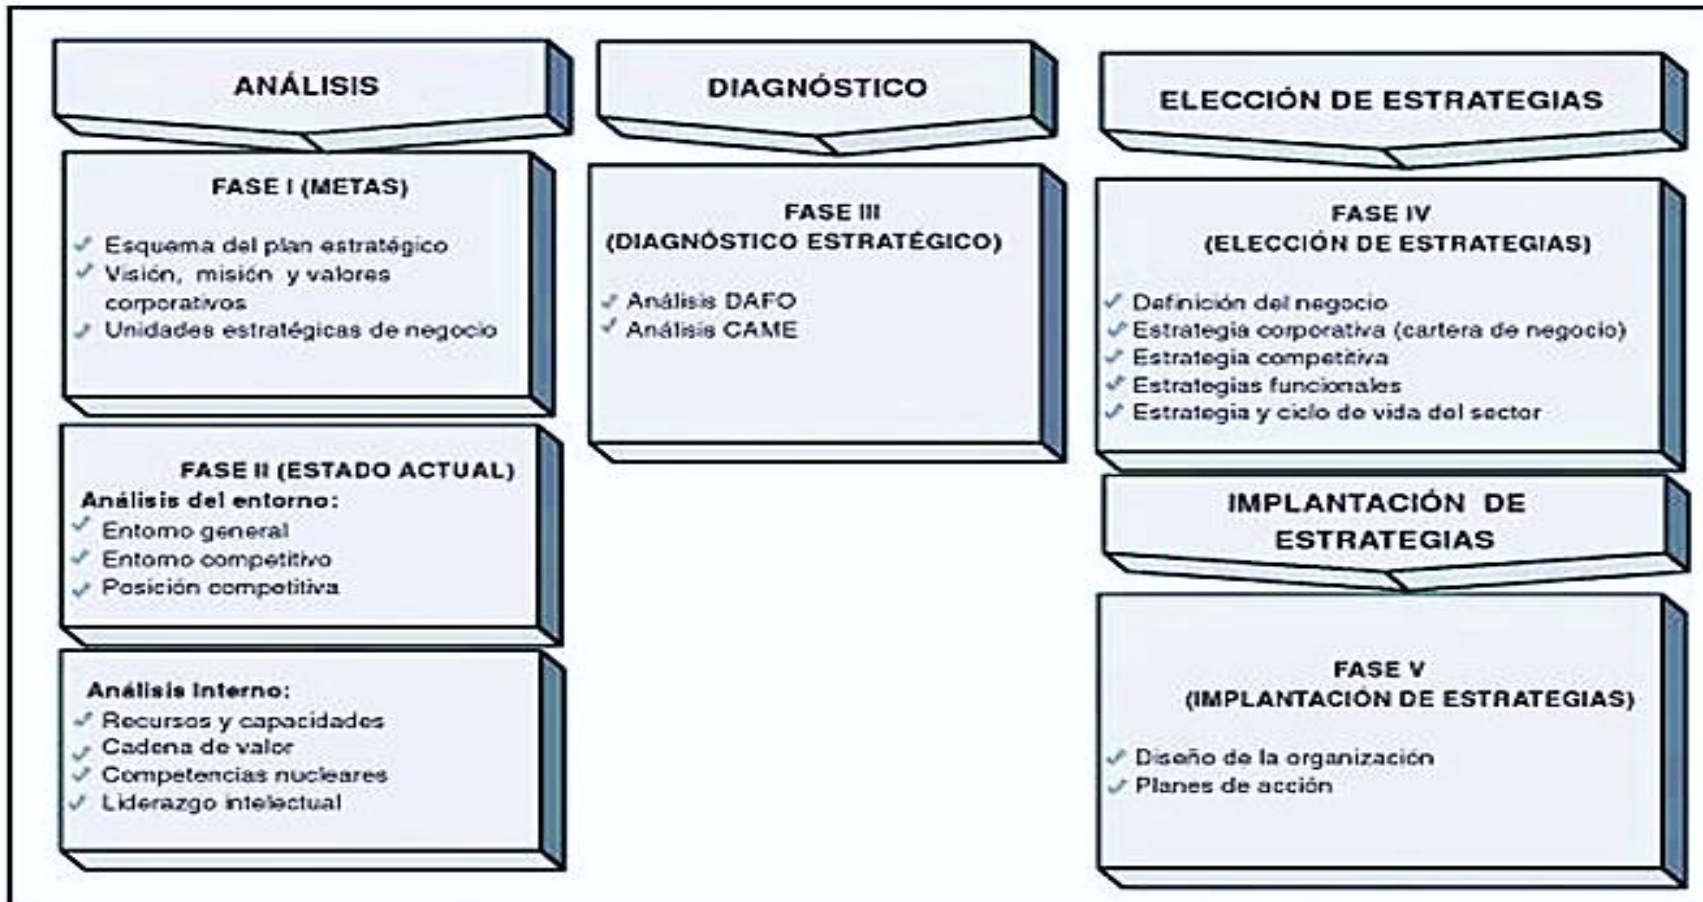 ANÁLISIS
FASE I (METAS)
Esquema del plan estratégico
Visión, misión y valores
corporativos
Unidades estratégicas de negocio
FASE II (ESTADO ACTUAL)
Análisis del entorno:
Entorno general
Entorno competitivo
Posición competitiva
Análisis Interno:
Recursos y capacidades
Cadena de valor
Competencias nucleares
Liderazgo intelectual
DIAGNÓSTICO
FASE III
(DIAGNÓSTICO ESTRATÉGICO)
Análisis DAFO
Análisis CAME
ELECCIÓN DE ESTRATEGIAS
FASE IV
(ELECCIÓN DE ESTRATEGIAS)
Definición del negocio
Estrategia corporativa (cartera de negocio)
Estrategia competitiva
Estrategias funcionales
Estrategia y ciclo de vida del sector
IMPLANTACIÓN DE
ESTRATEGIAS
FASE V
(IMPLANTACIÓN DE ESTRATEGIAS)
Diseño de la organización
Planes de acción